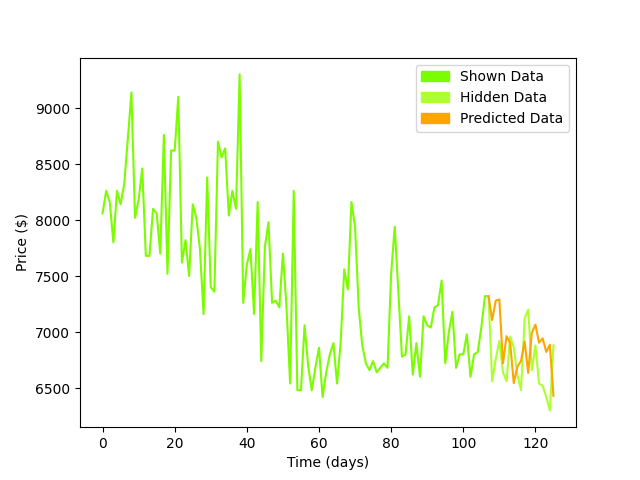 Shown Data
Hidden Data
Predicted Data
Price ($)
9000
8500
8000
7500
7000
6500
0 20 40 60 80 100 120
Time (days)